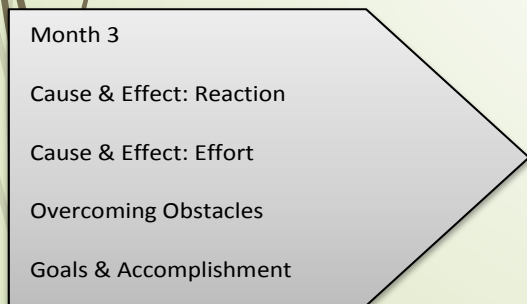 Month 3
Cause & Effect: Reaction
Cause & Effect: Effort
Overcoming Obstacles
Goals & Accomplishment